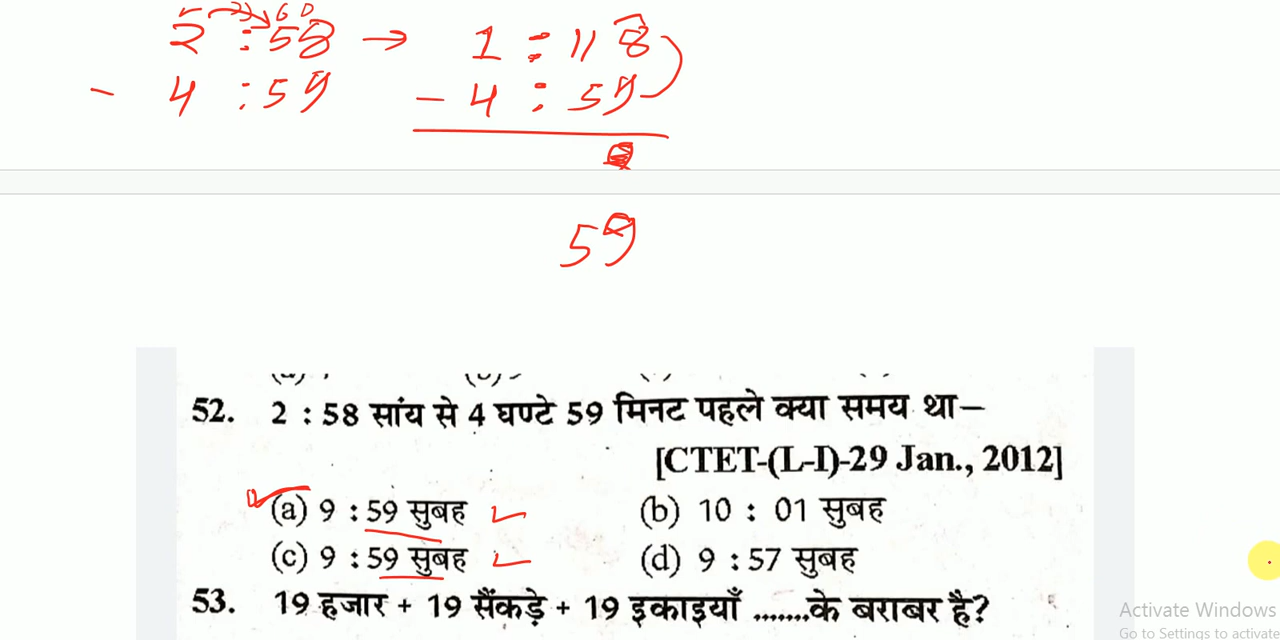 2 : 58 → 1 : 118
- 4 : 59 - 4 : 59
59
52. 2 : 58 सांय से 4 घण्टे 59 मिनट पहले क्या समय था—
[CTET-(L-I)-29 Jan., 2012]
(a) 9 : 59 सुबह (b) 10 : 01 सुबह
(c) 9 : 59 सुबह (d) 9 : 57 सुबह
53. 19 हजार + 19 सैंकड़े + 19 इकाइयाँ .......के बराबर है?
Activate Windows
Go to Settings to activate